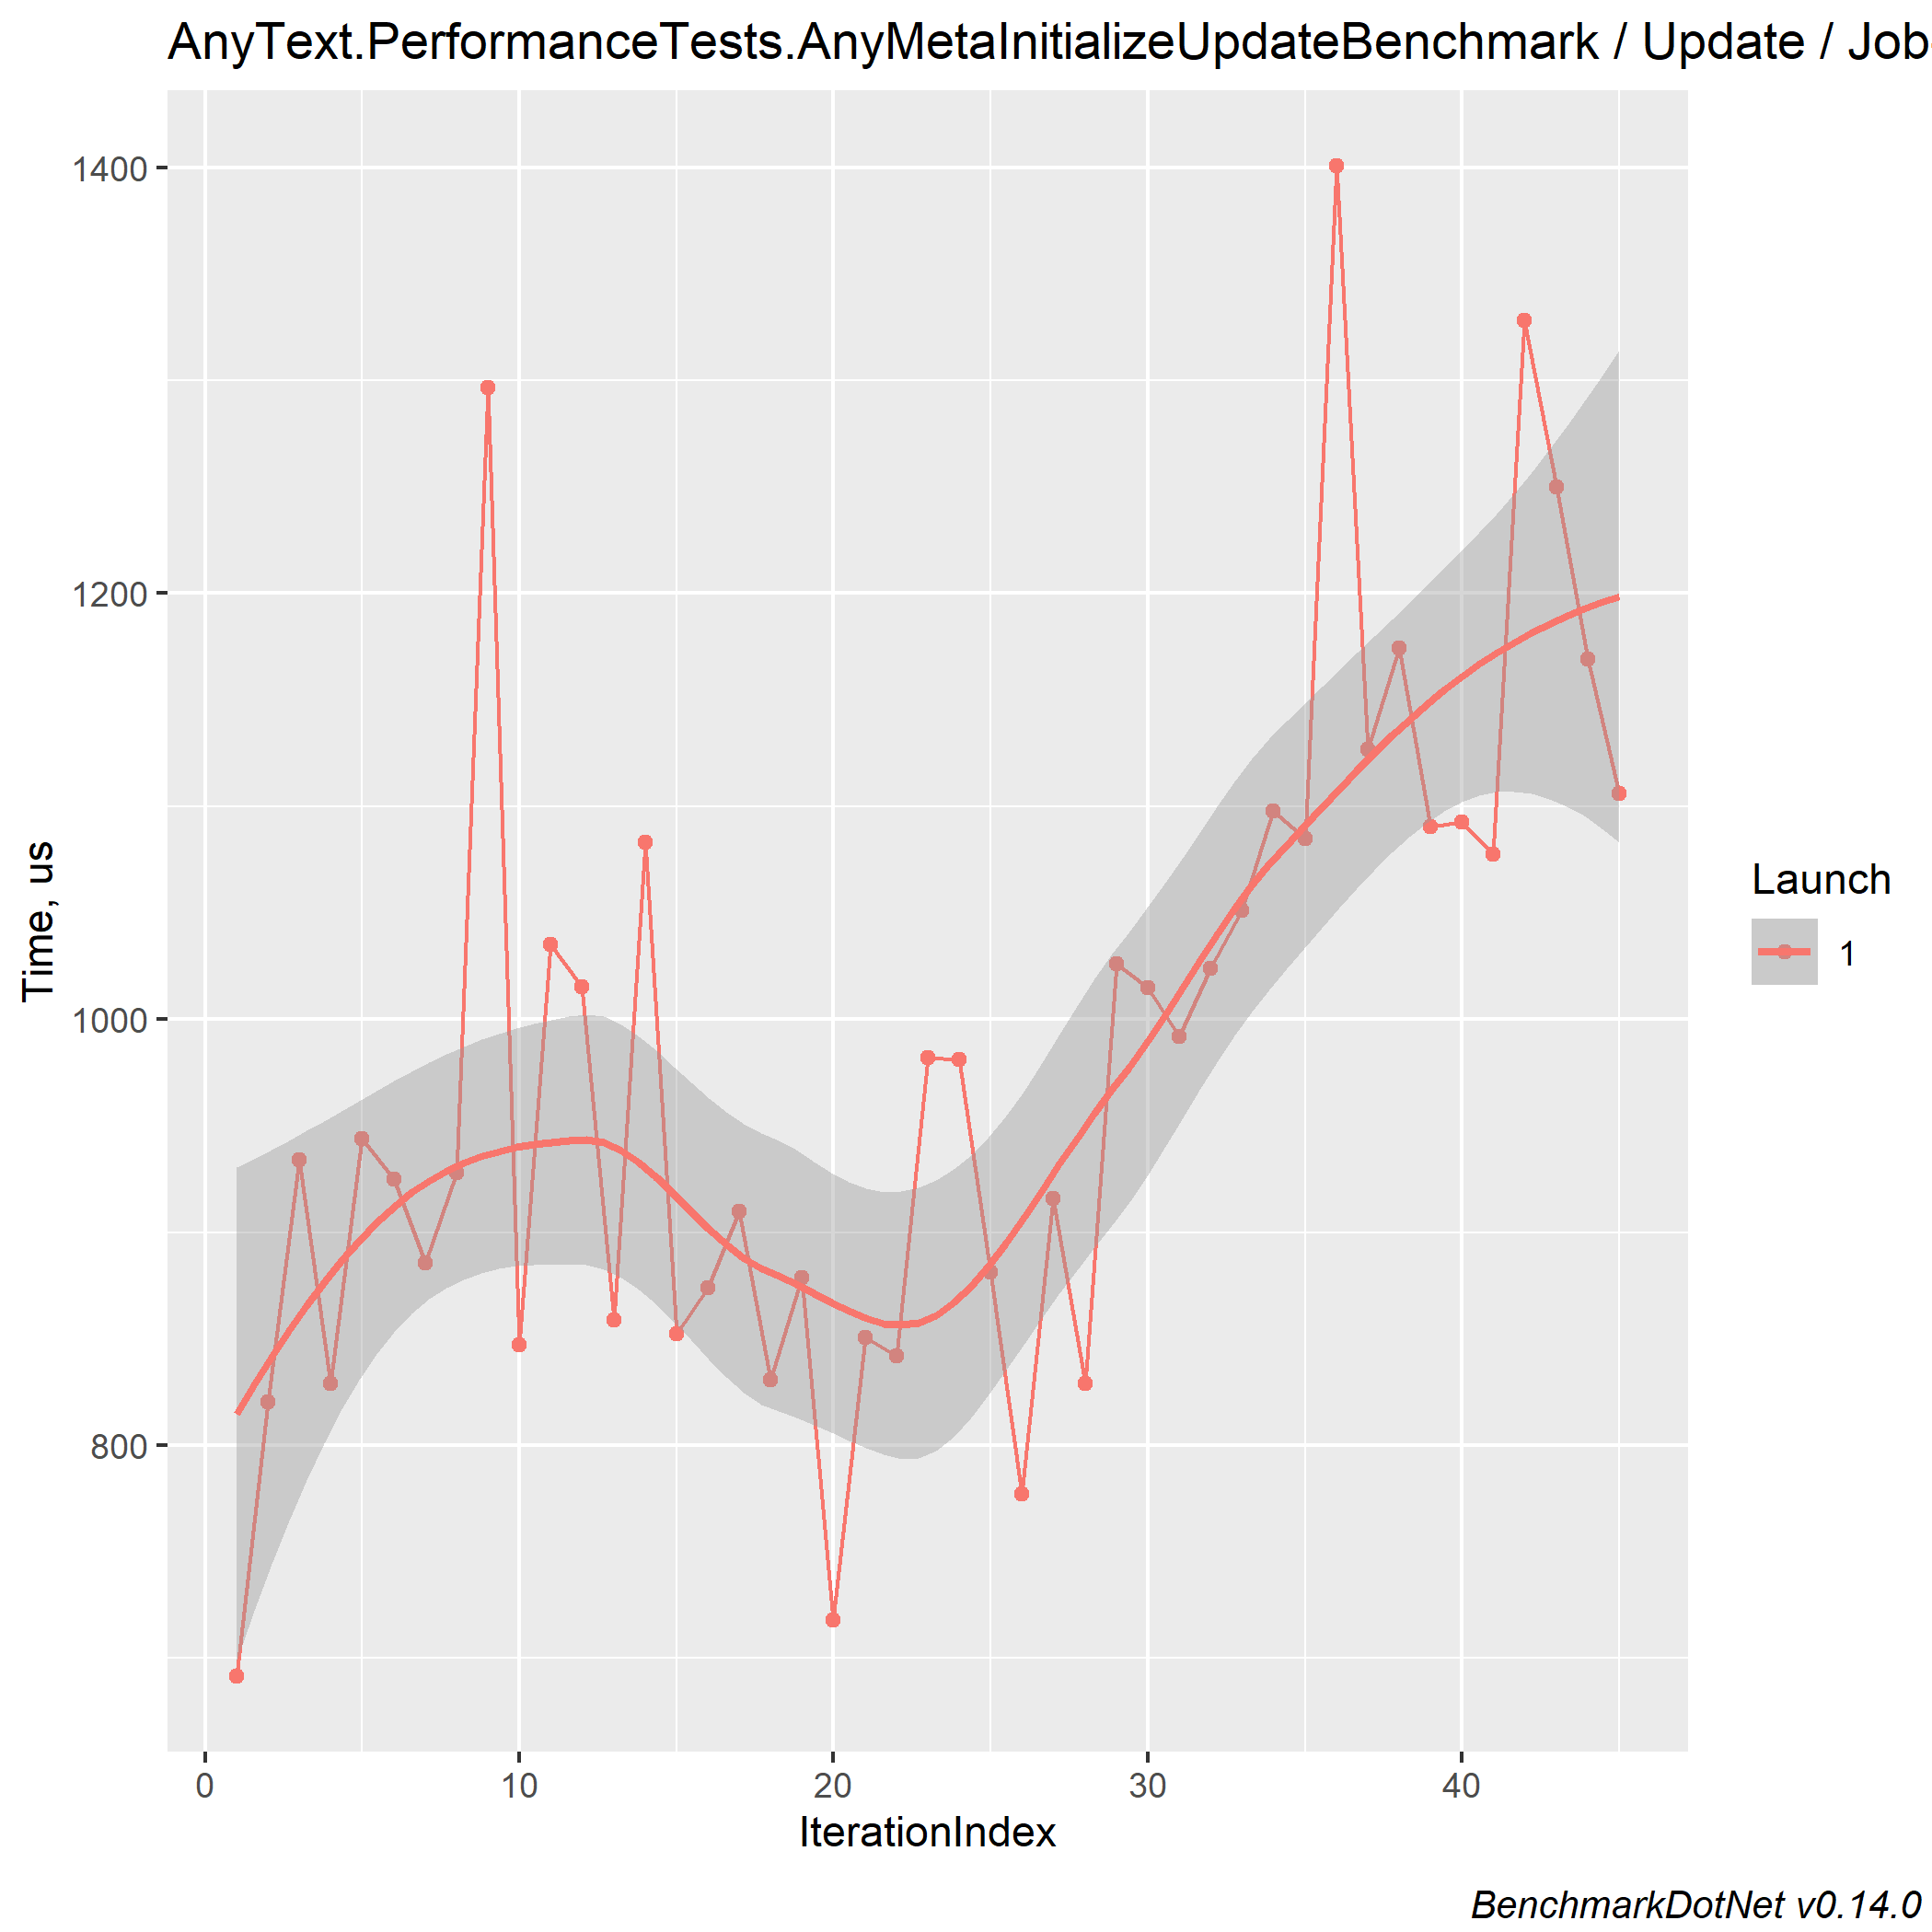 AnyText.PerformanceTests.AnyMetaInitializeUpdateBenchmark / Update / Job
1400
1200
1000
800
Time, us
0 10 20 30 40
IterationIndex
Launch
1
BenchmarkDotNet v0.14.0